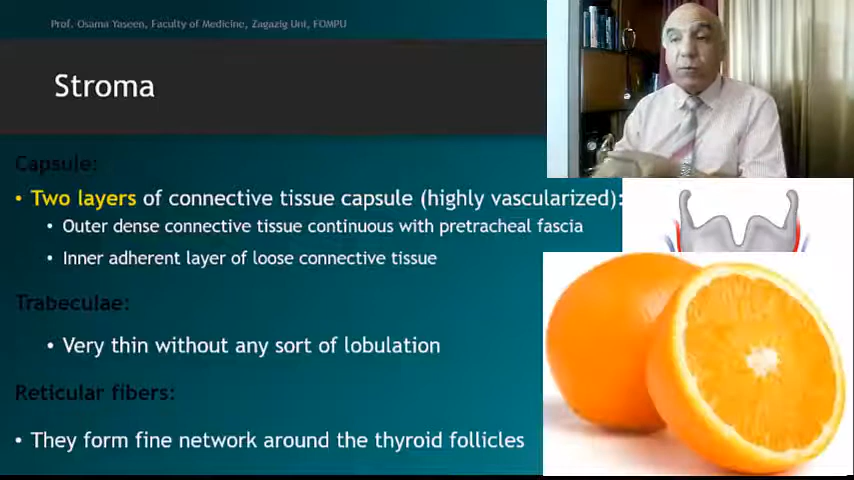 Prof. Osama Yaseen, Faculty of Medicine, Zagazig Uni, FOMPU
Stroma
Capsule:
• Two layers of connective tissue capsule (highly vascularized):
• Outer dense connective tissue continuous with pretracheal fascia
• Inner adherent layer of loose connective tissue
Trabeculae:
• Very thin without any sort of lobulation
Reticular fibers:
• They form fine network around the thyroid follicles